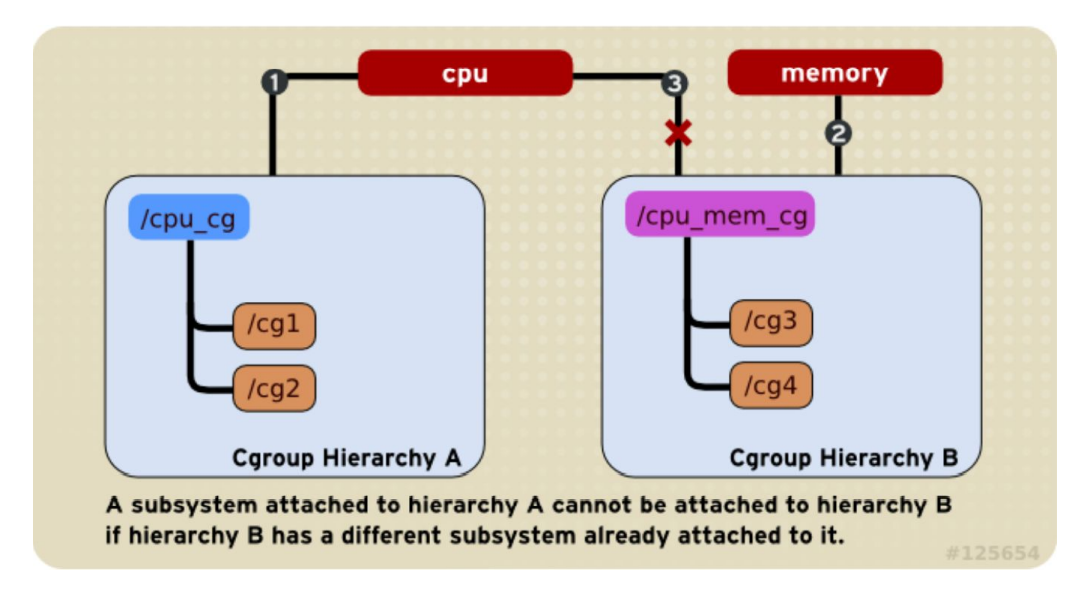 1
cpu
3
memory
2
/cpu_cg
/cg1
/cg2
Cgroup Hierarchy A
/cpu_mem_cg
/cg3
/cg4
Cgroup Hierarchy B
A subsystem attached to hierarchy A cannot be attached to hierarchy B
if hierarchy B has a different subsystem already attached to it.
#125654